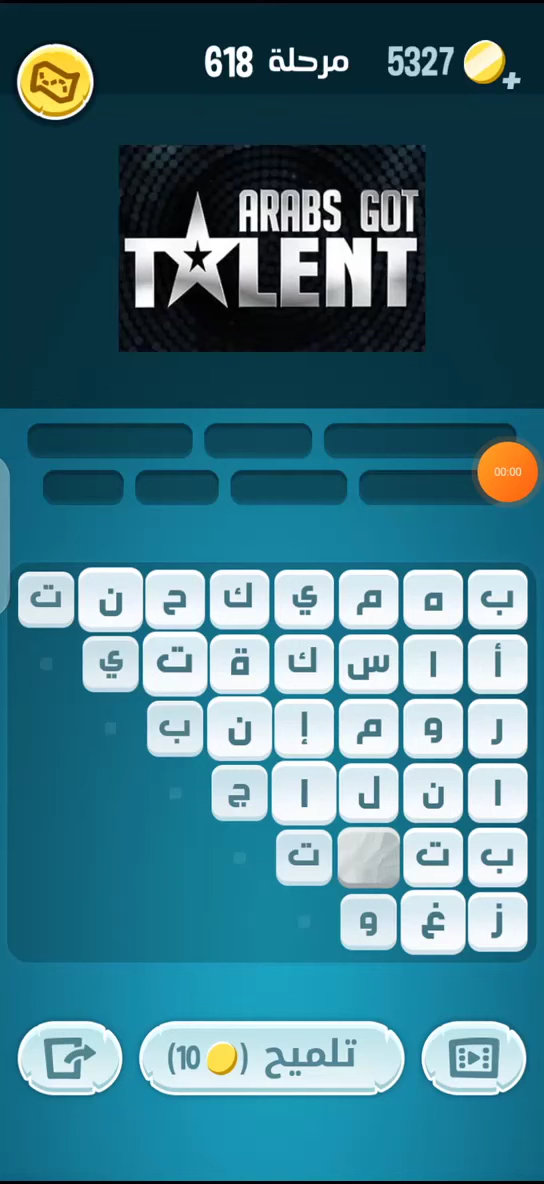 5327 مرحلة 618
ARABS GOT
TALENT
00:00
ب ه م ي ك ح ن ت
أ ا س ك ة ت ي
ر و م إ ن ب
ا ن ل ا ج
ب ت ت
ز غ و
تلميح (10)